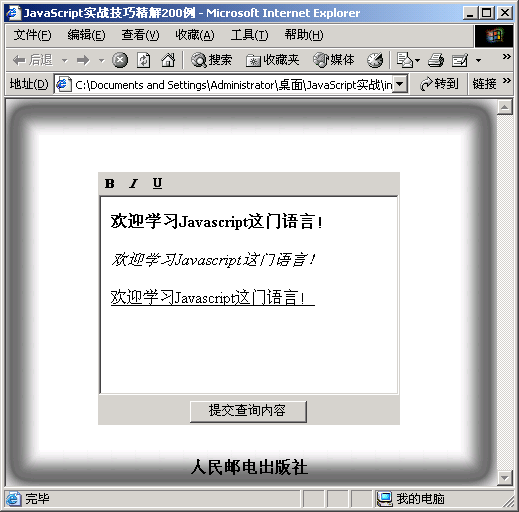 JavaScript实战技巧精解200例 - Microsoft Internet Explorer
文件(F) 编辑(E) 查看(V) 收藏(A) 工具(T) 帮助(H)
后退 搜索 收藏夹 媒体
地址(D) C:\Documents and Settings\Administrator\桌面\JavaScript实战\in 转到 链接
B I U
欢迎学习Javascript这门语言！
欢迎学习Javascript这门语言！
欢迎学习Javascript这门语言！
提交查询内容
人民邮电出版社
完毕 我的电脑